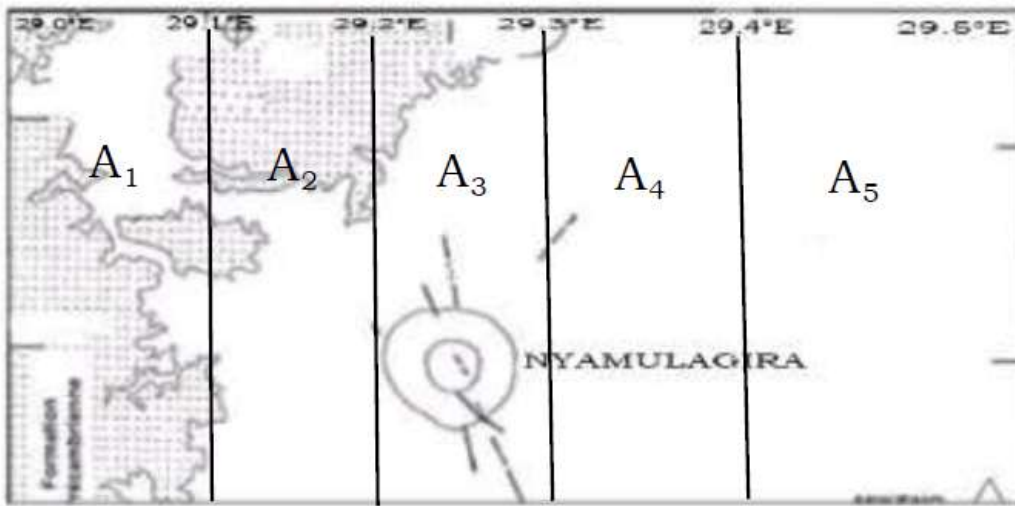 29.0°E 29.1°E 29.2°E 29.3°E 29.4°E 29.5°E
A₁ A₂ A₃ A₄ A₅
NYAMULAGIRA
Formation
recambrienne